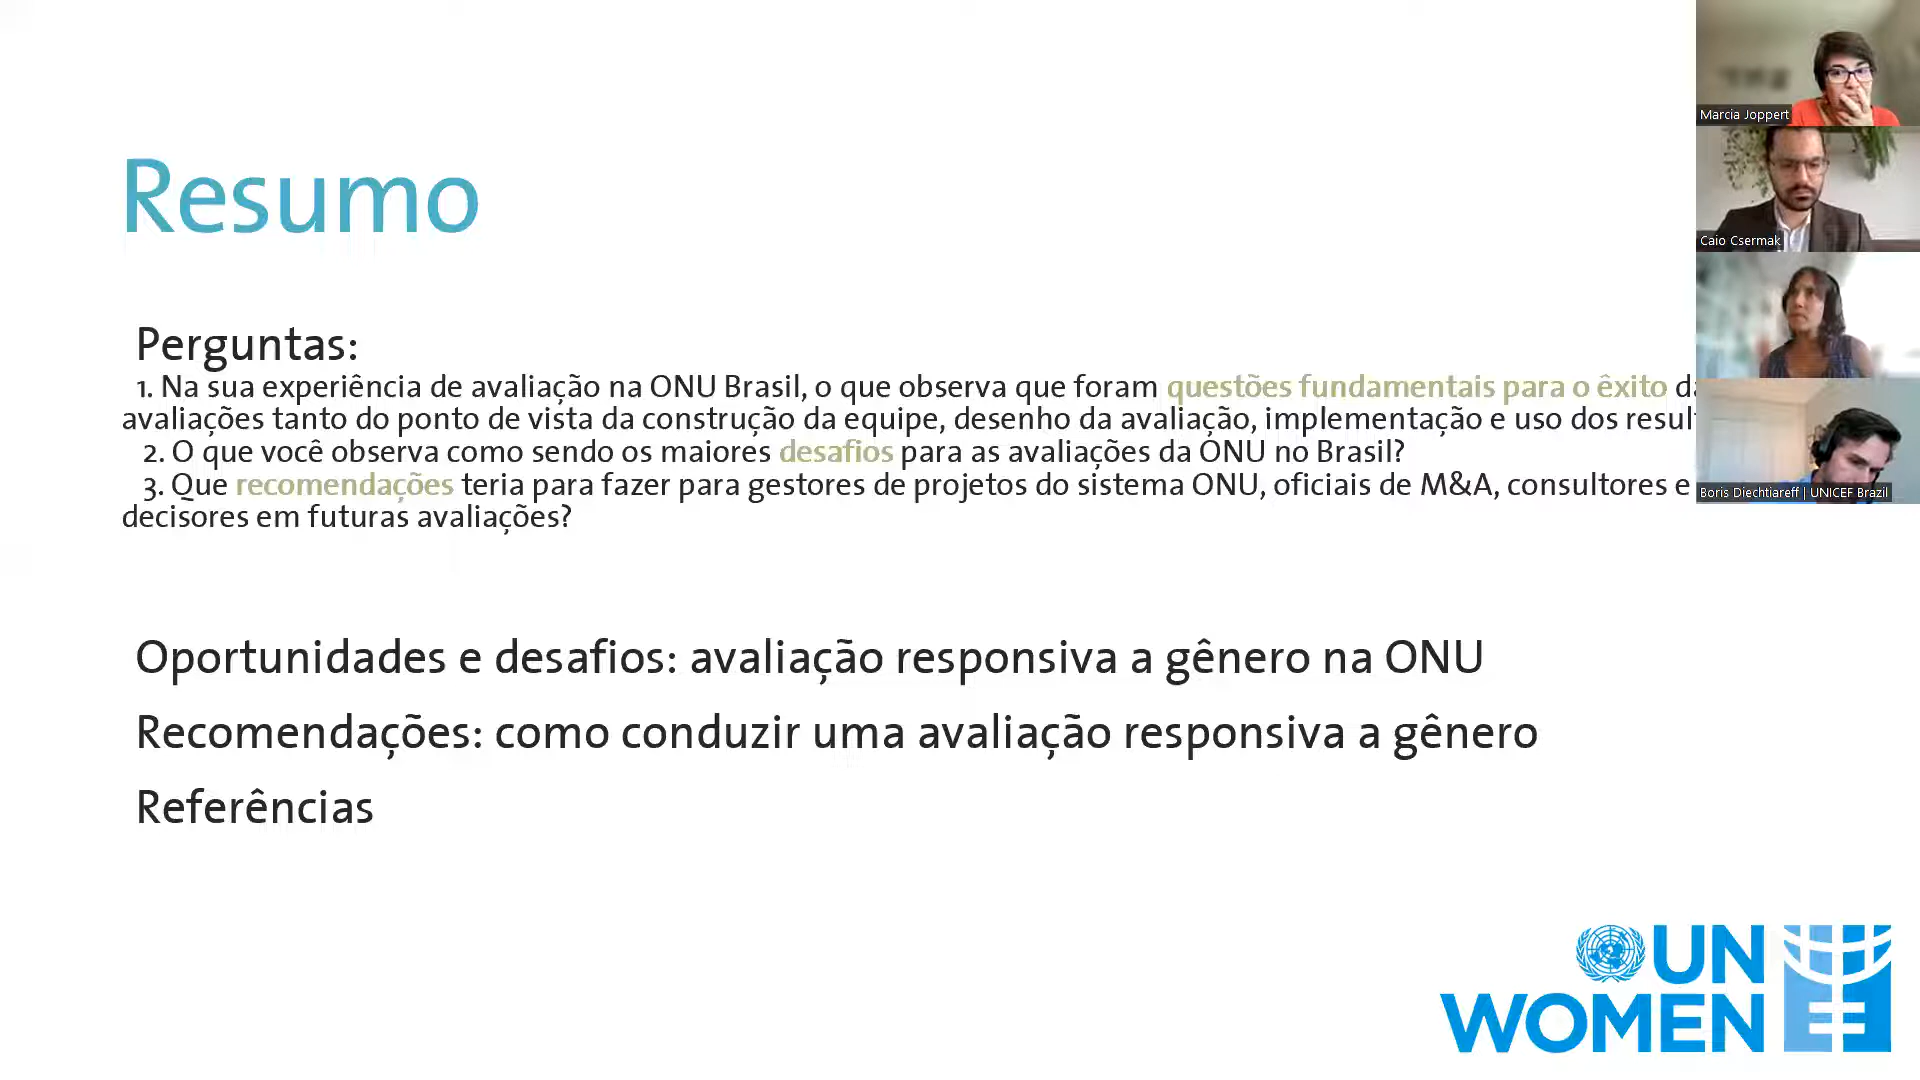 Resumo
Perguntas:
1. Na sua experiência de avaliação na ONU Brasil, o que observa que foram questões fundamentais para o êxito
avaliações tanto do ponto de vista da construção da equipe, desenho da avaliação, implementação e uso dos
2. O que você observa como sendo os maiores desafios para as avaliações da ONU no Brasil?
3. Que recomendações teria para fazer para gestores de projetos do sistema ONU, oficiais de M&A, consultores e
decisores em futuras avaliações?
Oportunidades e desafios: avaliação responsiva a gênero na ONU
Recomendações: como conduzir uma avaliação responsiva a gênero
Referências
Marcia Joppert
Caio Csermak
Boris Diechtiareff | UNICEF Brazil
UN
WOMEN